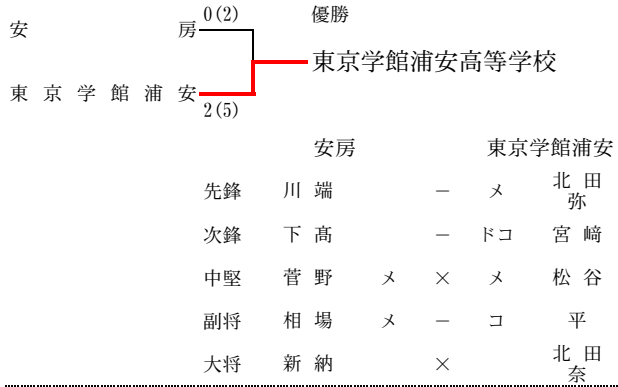 0(2) 優勝
安 房
東京学館浦安高等学校
東 京 学 館 浦 安
2(5)
安房 東京学館浦安
先鋒 川 端 － メ 北 田 弥
次鋒 下 髙 － ドコ 宮 﨑
中堅 菅 野 メ × メ 松 谷
副将 相 場 メ － コ 平
大将 新 納 × 北 田 奈